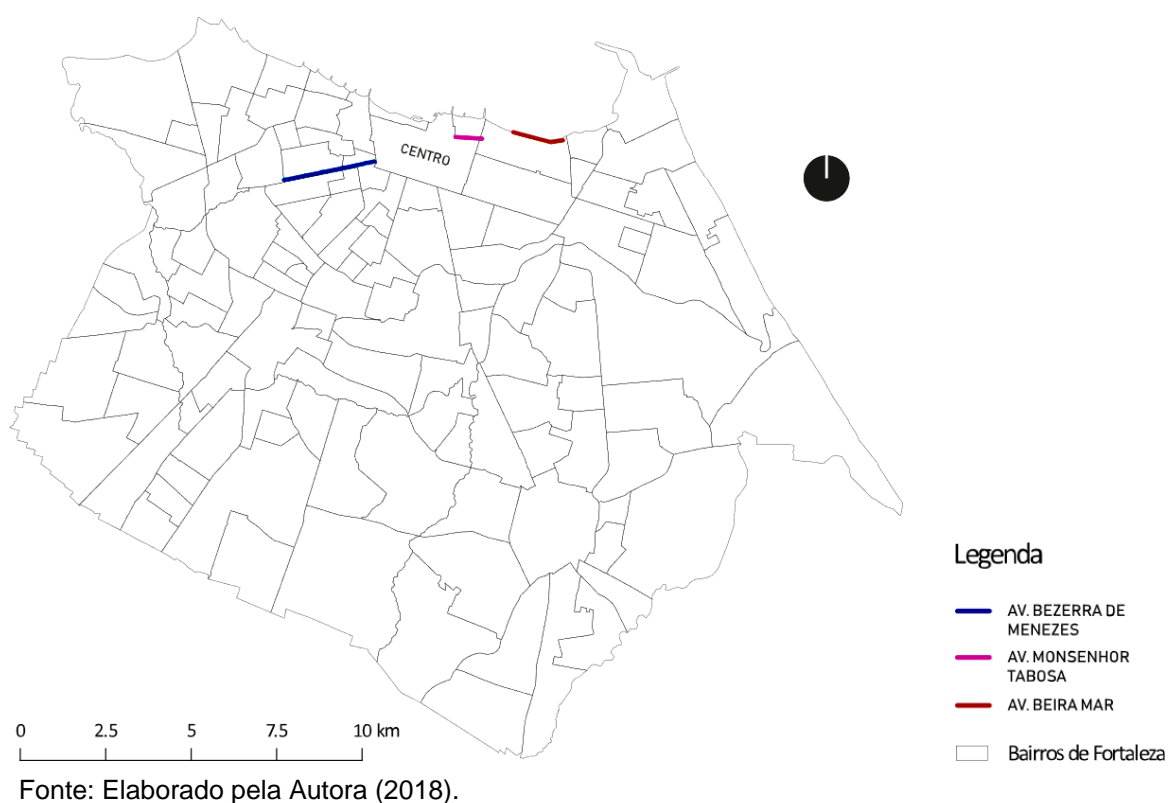 CENTRO
Legenda
AV. BEZERRA DE
MENEZES
AV. MONSENHOR
TABOSA
AV. BEIRA MAR
Bairros de Fortaleza
0 2.5 5 7.5 10 km
Fonte: Elaborado pela Autora (2018).